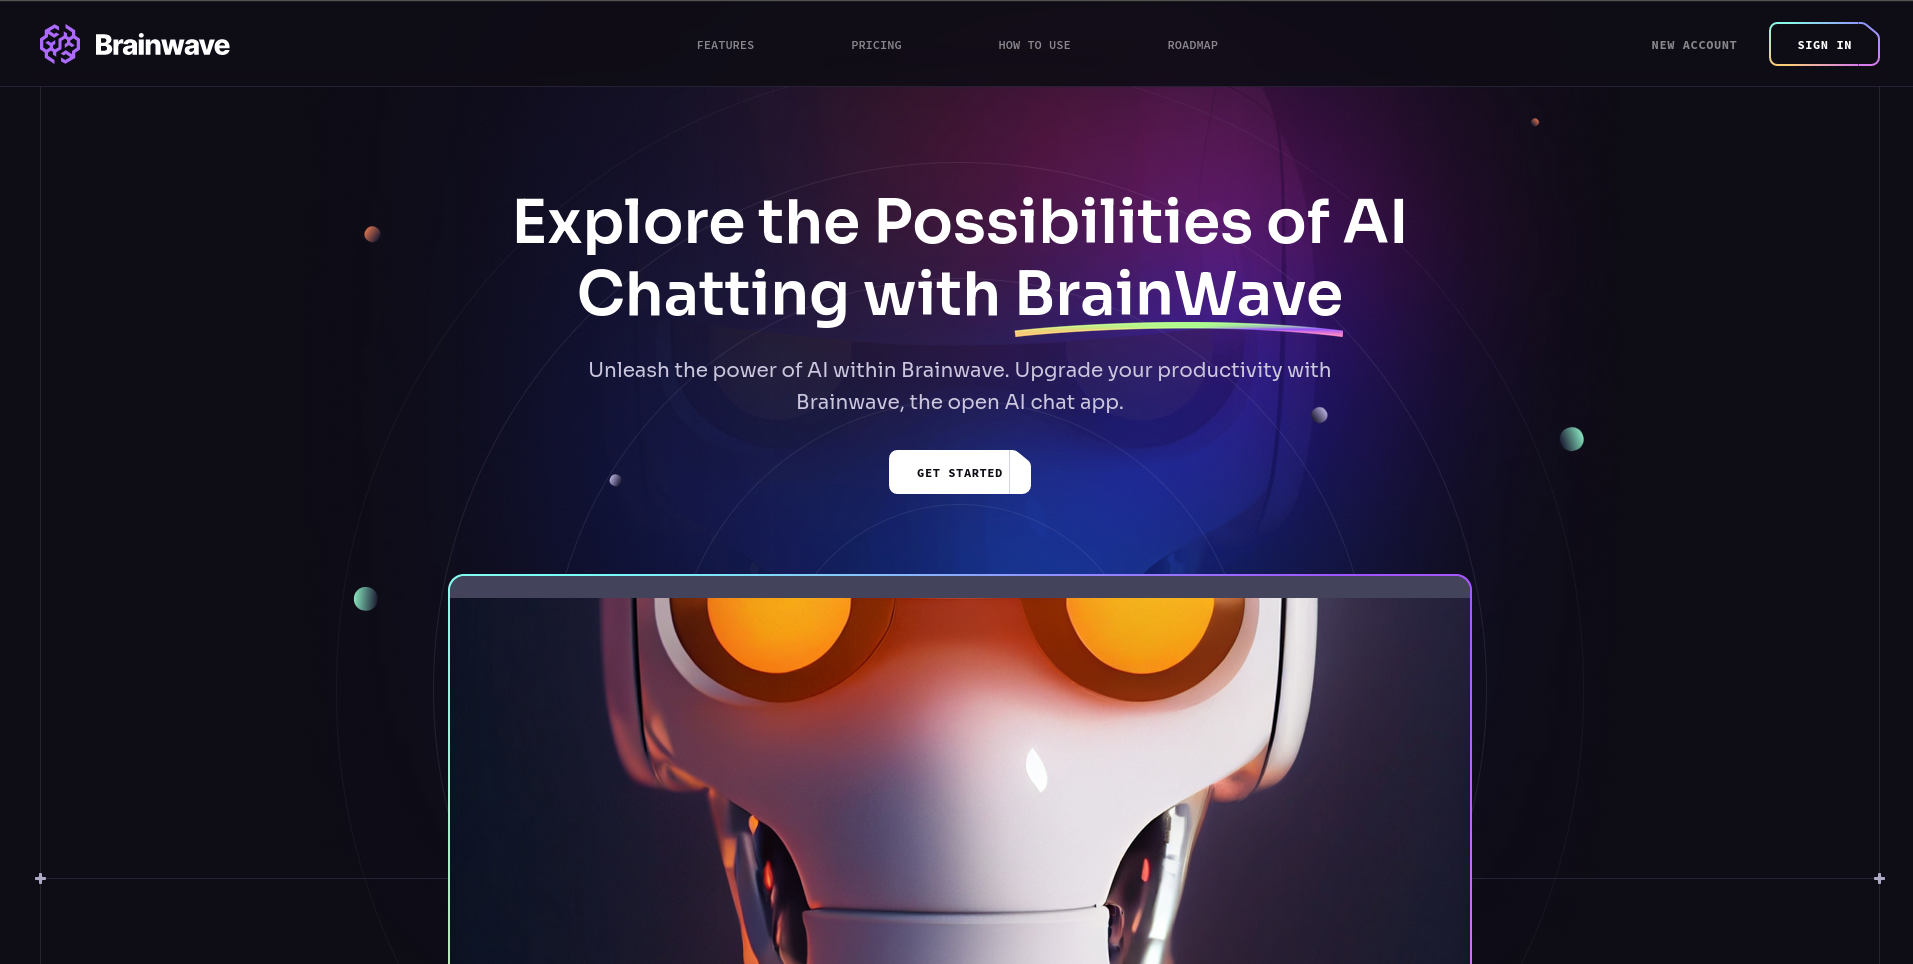 Brainwave
FEATURES
PRICING
HOW TO USE
ROADMAP
NEW ACCOUNT
SIGN IN
Explore the Possibilities of AI
Chatting with BrainWave
Unleash the power of AI within Brainwave. Upgrade your productivity with
Brainwave, the open AI chat app.
GET STARTED